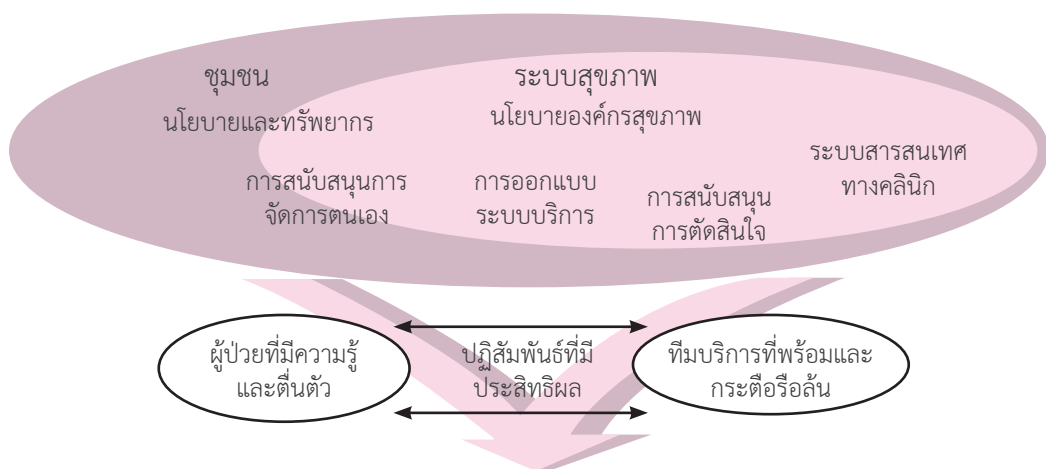 ชุมชน
นโยบายและทรัพยากร
ระบบสุขภาพ
นโยบายองค์กรสุขภาพ
การสนับสนุนการ
จัดการตนเอง
การออกแบบ
ระบบบริการ
การสนับสนุน
การตัดสินใจ
ระบบสารสนเทศ
ทางคลินิก
ผู้ป่วยที่มีความรู้
และตื่นตัว
ปฏิสัมพันธ์ที่มี
ประสิทธิผล
ทีมบริการที่พร้อมและ
กระตือรือล้น